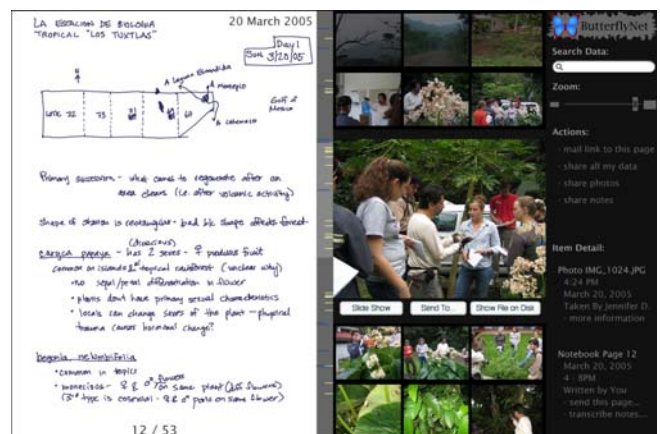 LA ESTACION DE BIOLOGIA
TROPICAL "LOS TUXTLAS"
20 March 2005
Day 1
Sun 3/20/05
N
A Laguna Escondida
A Montepio
Gulf of
Mexico
LOTE 72
73
71
69
A Catemaco
Primary succession - what comes to regenerate after an
area clears (i.e. after volcanic activity)
shape of station is rectangular - bad b/c shape affects forest
(dioecious)
carica papaya - has 2 sexes - ♀ produces fruit
common on islands & tropical rainforest (unclear why)
• no sepal/petal differentiation in flower
• plants don't have primary sexual characteristics
• locals can change sexes of the plant - physical
trauma causes hormonal change?
begonia nelumbifolia
• common in tropics
• monecious - ♀ & ♂ flowers on same plant (diff flowers)
(3rd type is cosexual - ♀ & ♂ parts on same flower)
12 / 53
Slide Show
Send To...
Show File on Disk
ButterflyNet
Search Data:
Zoom:
Actions:
- mail link to this page
- share all my data
- share photos
- share notes
Item Detail:
Photo IMG_1024.JPG
4:24 PM
March 20, 2005
Taken By Jennifer D.
- more information
Notebook Page 12
March 20, 2005
4:18PM
Written by You
- send this page...
- transcribe notes...